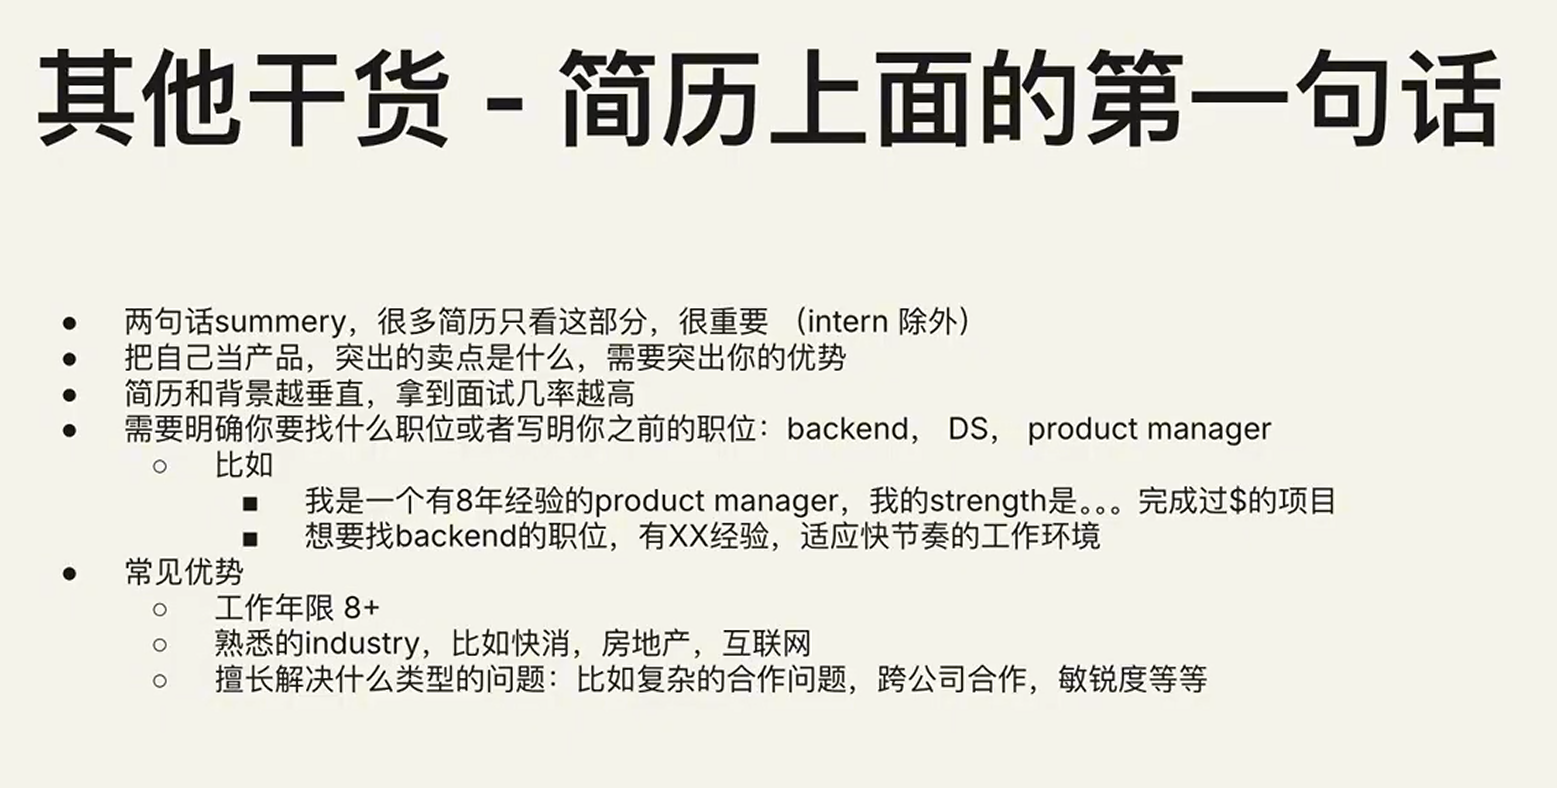 其他干货 - 简历上面的第一句话
● 两句话summery，很多简历只看这部分，很重要 （intern 除外）
● 把自己当产品，突出的卖点是什么，需要突出你的优势
● 简历和背景越垂直，拿到面试几率越高
● 需要明确你要找什么职位或者写明你之前的职位：backend， DS， product manager
○ 比如
■ 我是一个有8年经验的product manager，我的strength是。。。完成过$的项目
■ 想要找backend的职位，有XX经验，适应快节奏的工作环境
● 常见优势
○ 工作年限 8+
○ 熟悉的industry，比如快消，房地产，互联网
○ 擅长解决什么类型的问题：比如复杂的合作问题，跨公司合作，敏锐度等等